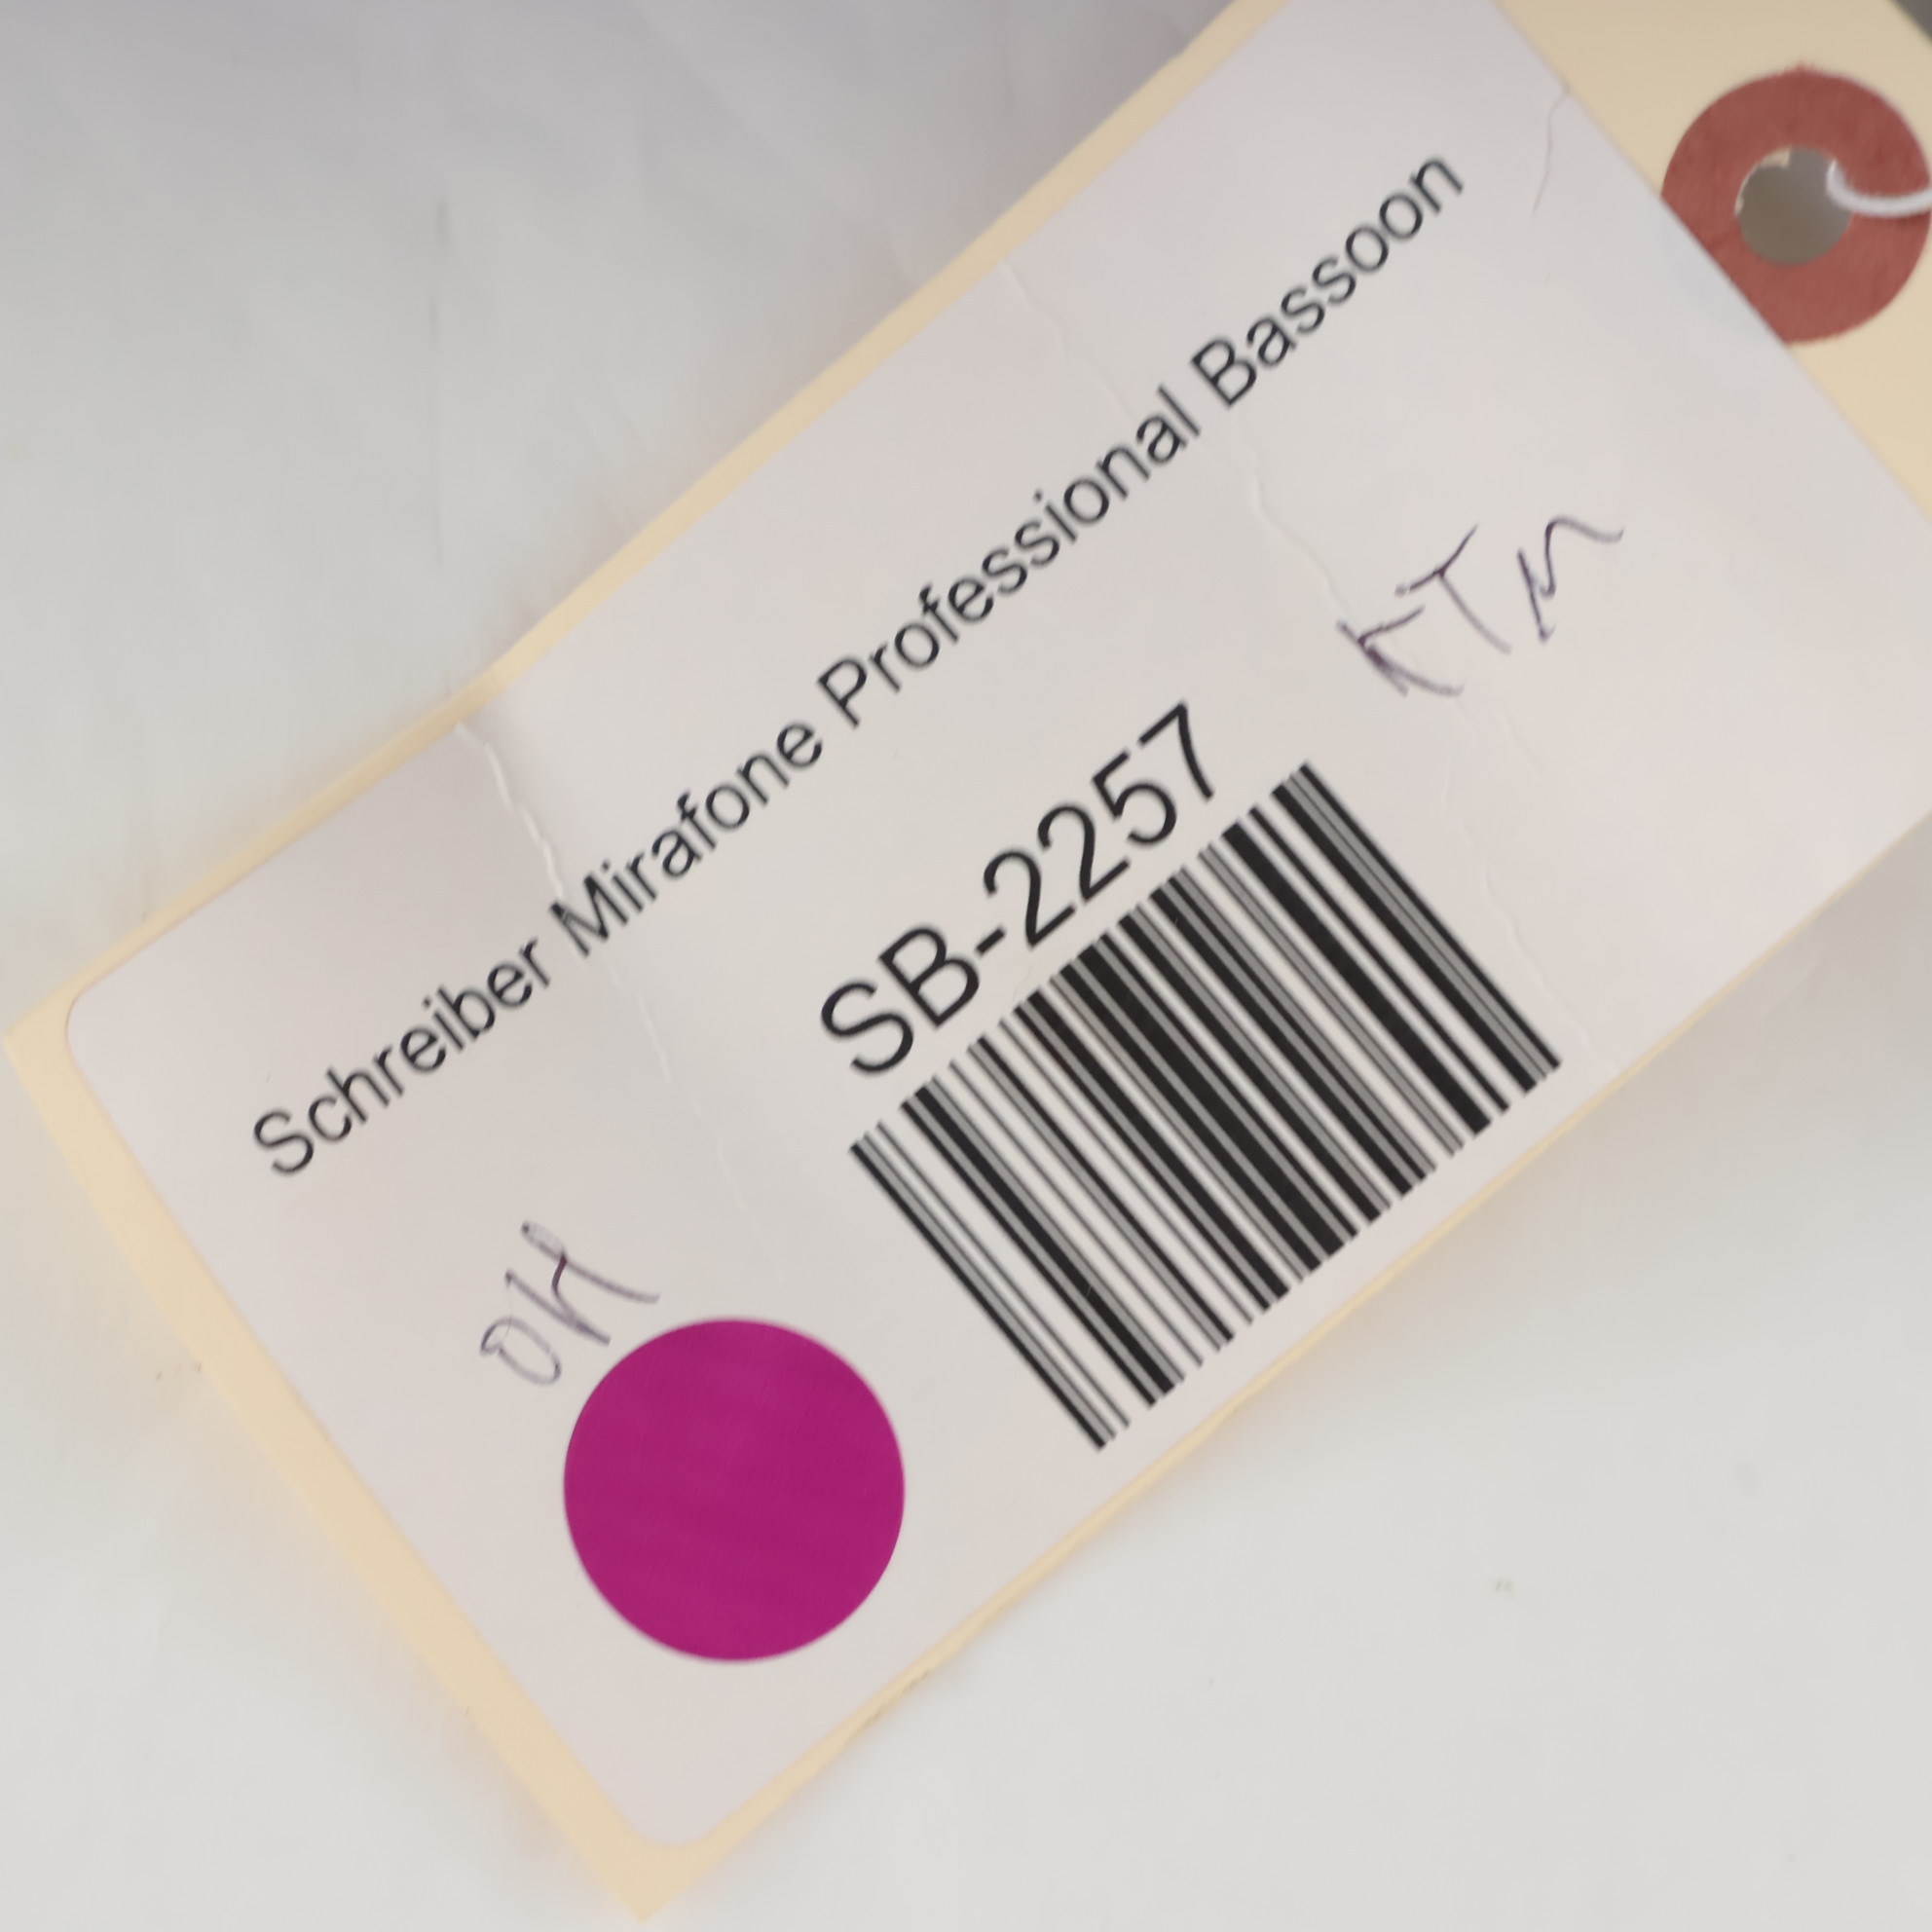 Schreiber Mirafone Professional Bassoon
SB-2257
KTM
OH